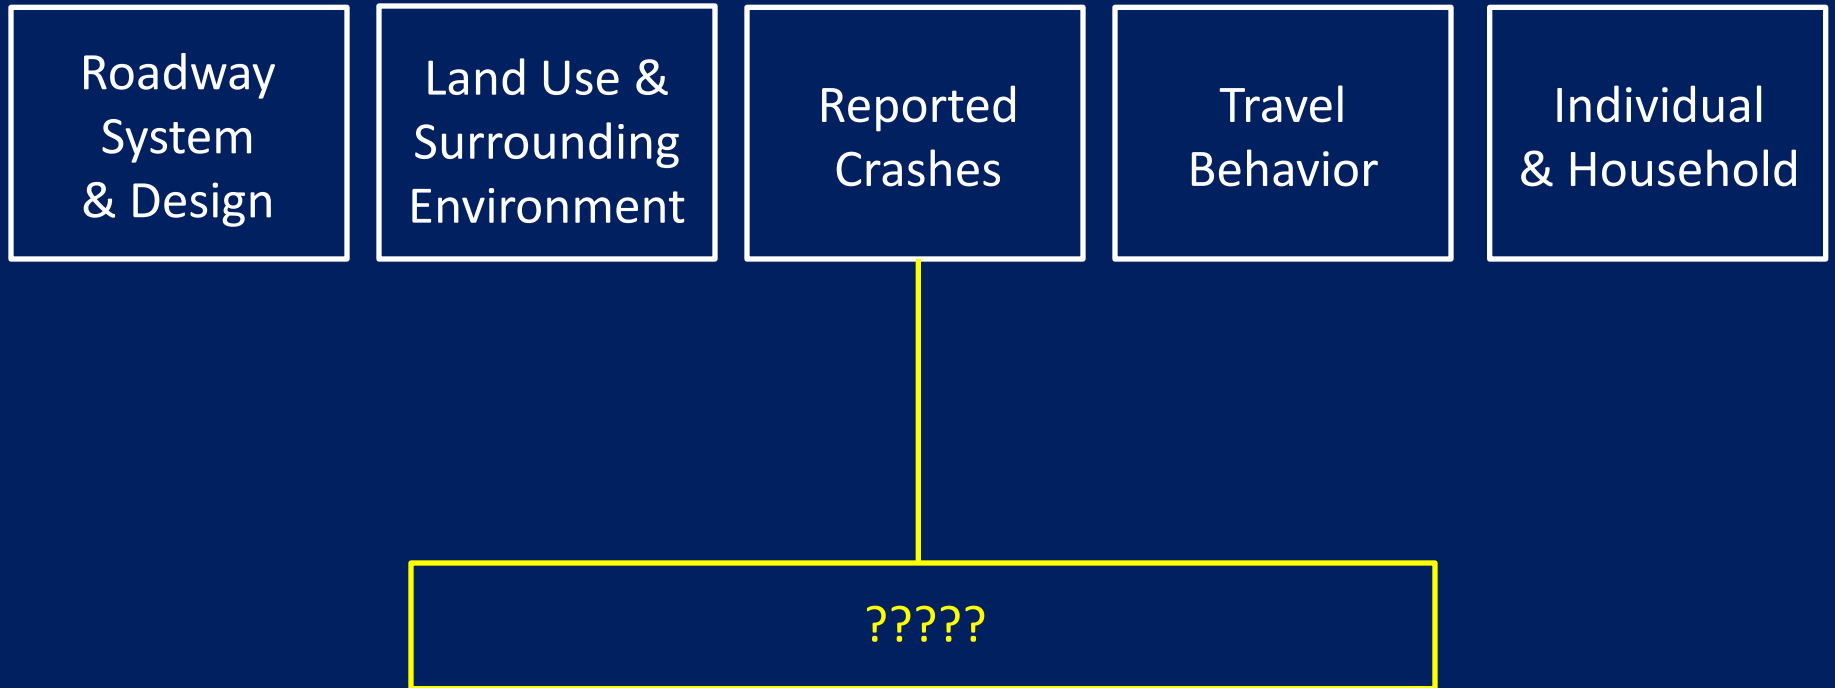 Roadway
System
& Design
Land Use &
Surrounding
Environment
Reported
Crashes
Travel
Behavior
Individual
& Household
?????